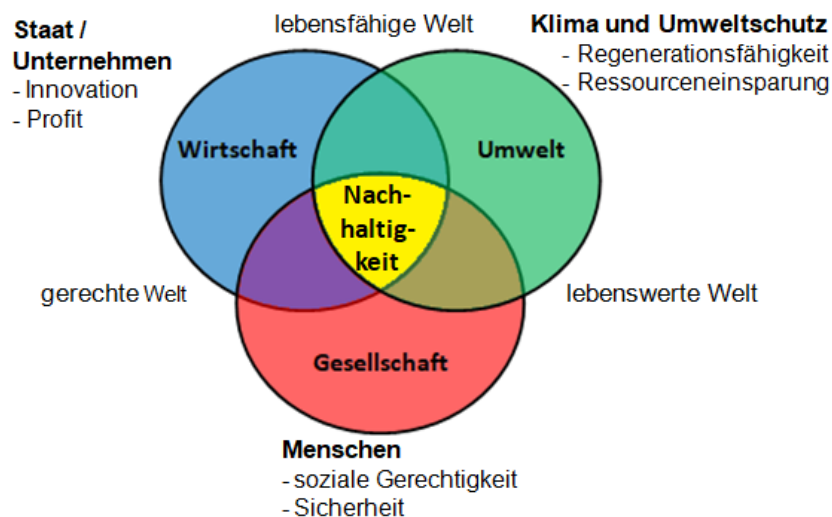 Staat /
Unternehmen
- Innovation
- Profit
lebensfähige Welt
Klima und Umweltschutz
- Regenerationsfähigkeit
- Ressourceneinsparung
Wirtschaft
Umwelt
Nach-
haltig-
keit
gerechte Welt
lebenswerte Welt
Gesellschaft
Menschen
- soziale Gerechtigkeit
- Sicherheit